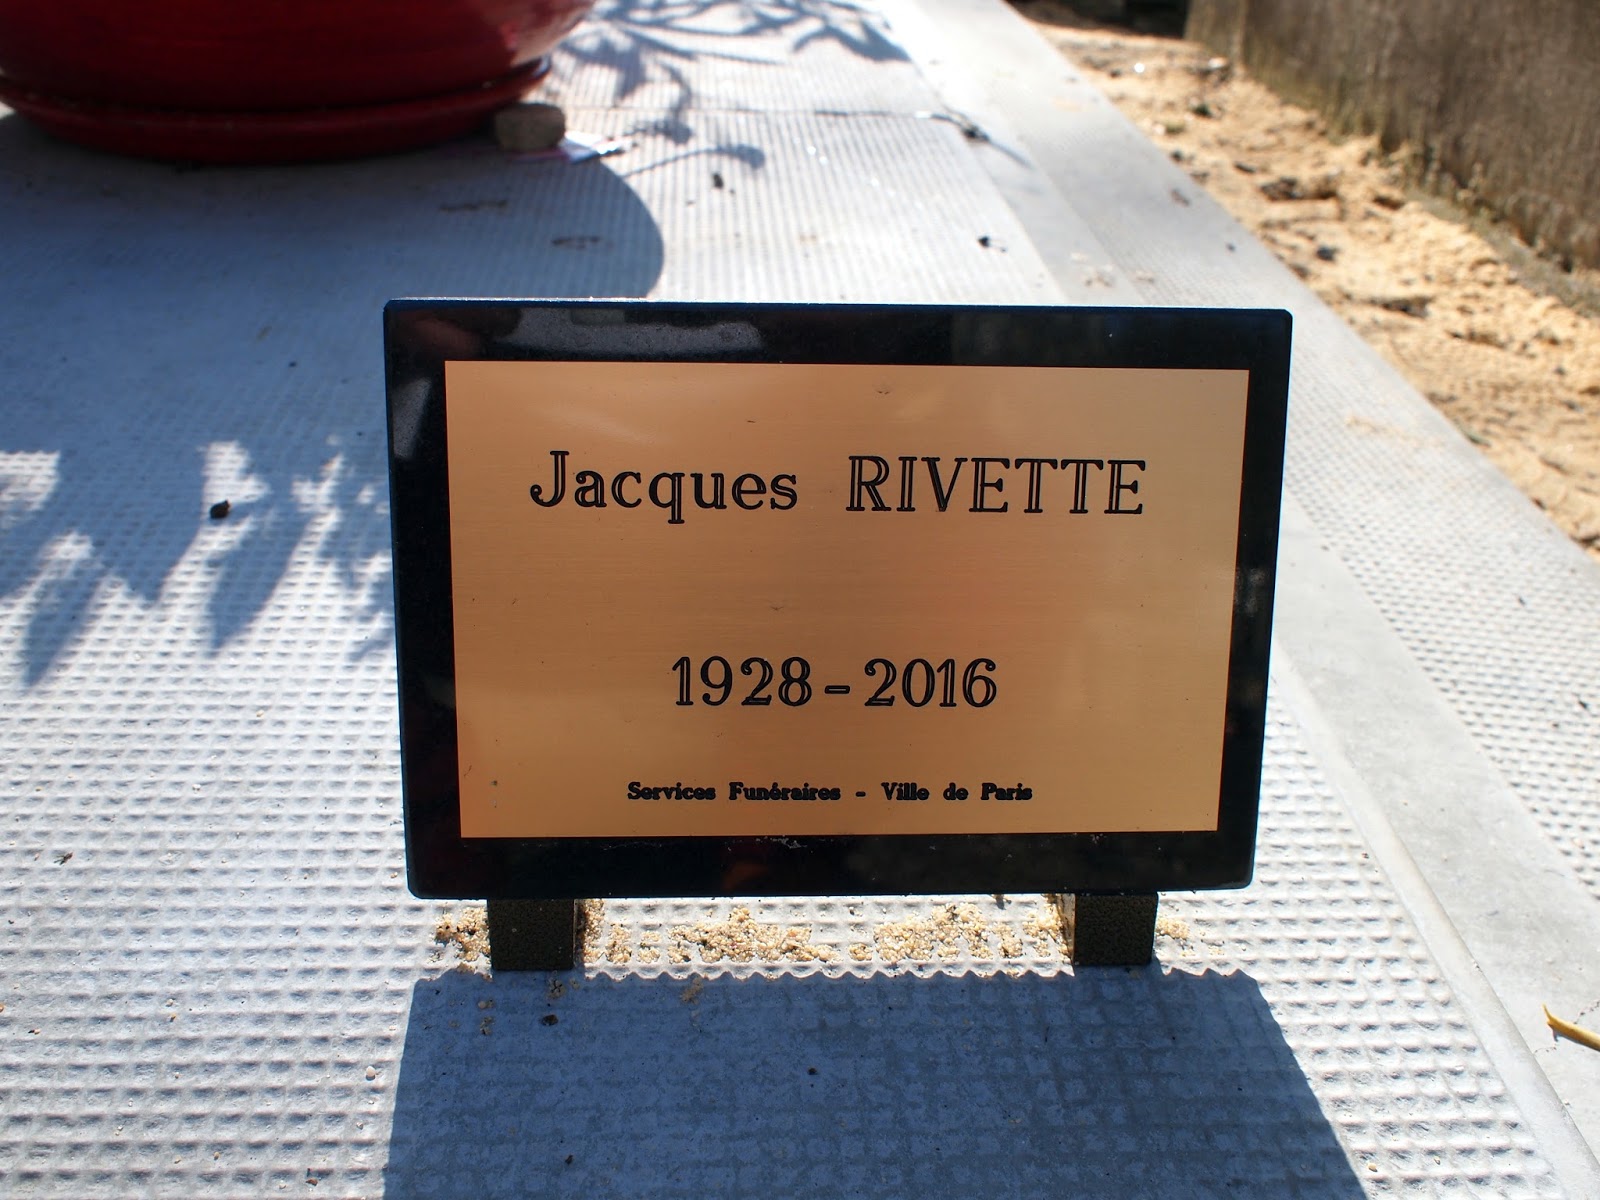 Jacques RIVETTE
1928-2016
Services Funéraires - Ville de Paris